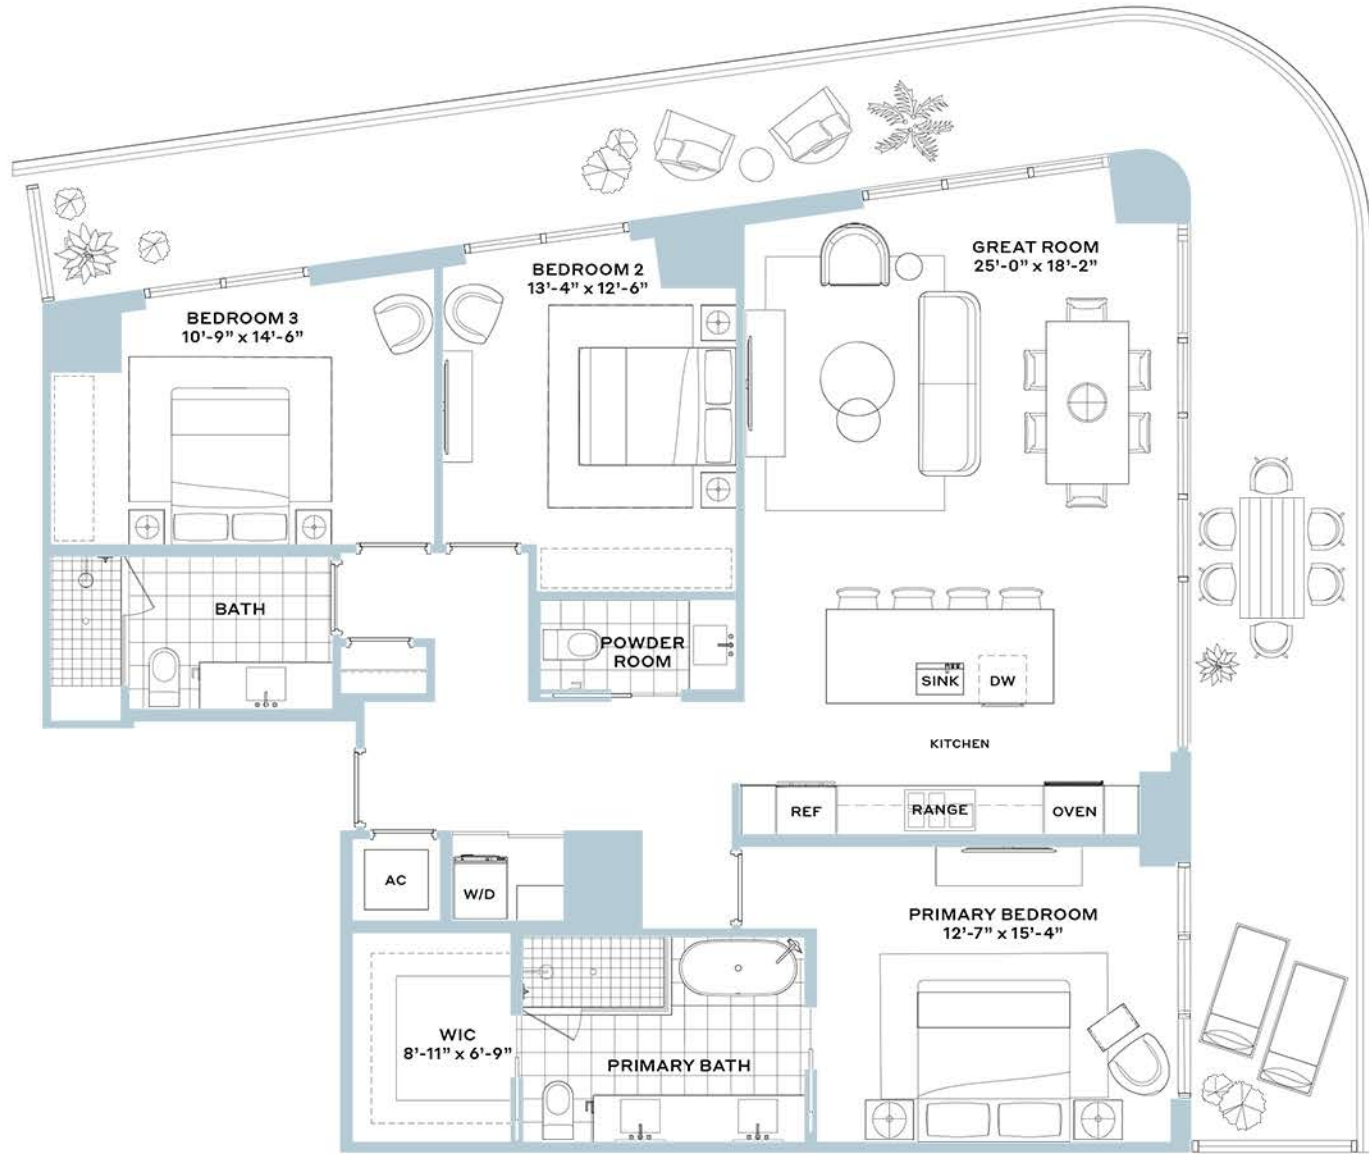 GREAT ROOM
25'-0" x 18'-2"
BEDROOM 2
13'-4" x 12'-6"
BEDROOM 3
10'-9" x 14'-6"
BATH
POWDER
ROOM
SINK
DW
KITCHEN
REF
RANGE
OVEN
AC
W/D
PRIMARY BEDROOM
12'-7" x 15'-4"
WIC
8'-11" x 6'-9"
PRIMARY BATH